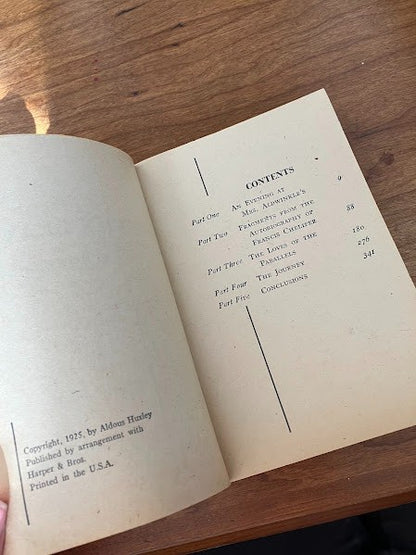 Copyright, 1925, by Aldous Huxley
Published by arrangement with
Harper & Bros.
Printed in the U.S.A.
CONTENTS
Part One An Evening at
Mrs. Aldwinkle's 9
Part Two Fragments from the
Autobiography of
Francis Chelifer 88
Part Three The Loves of the
Parallels 180
Part Four The Journey 276
Part Five Conclusions 341